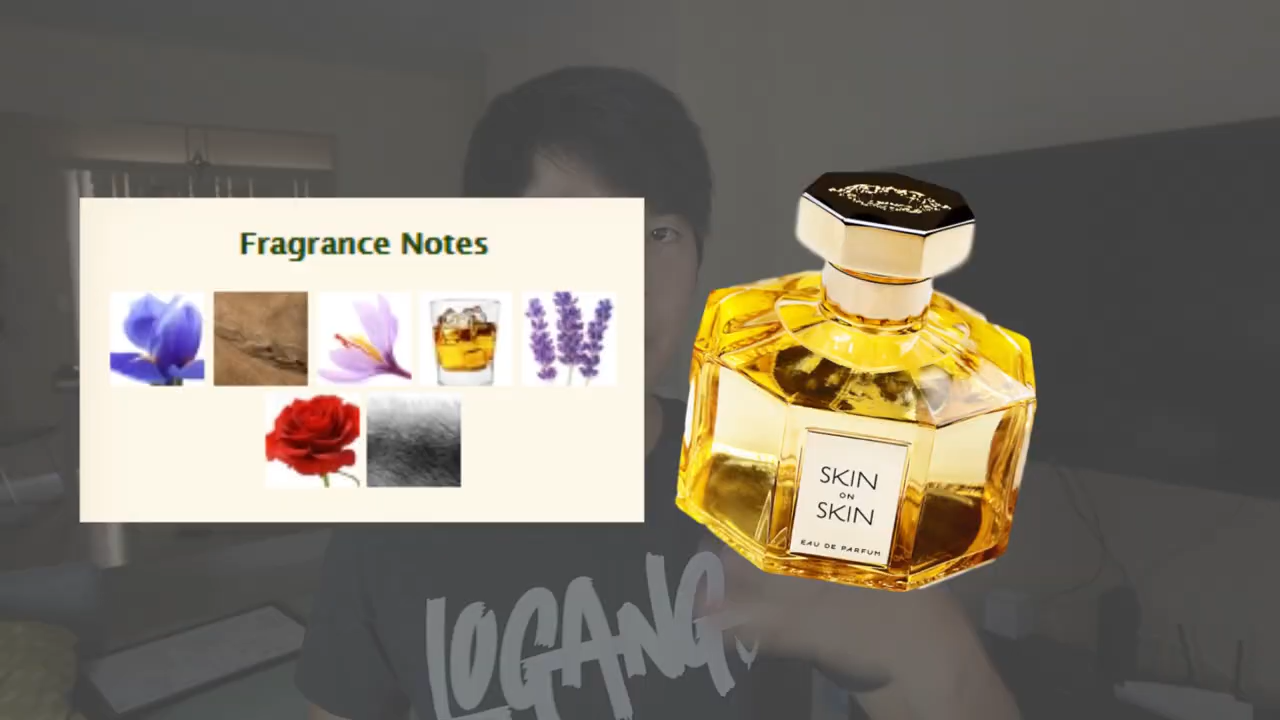 Fragrance Notes
SKIN
ON
SKIN
EAU DE PARFUM
LOGANG